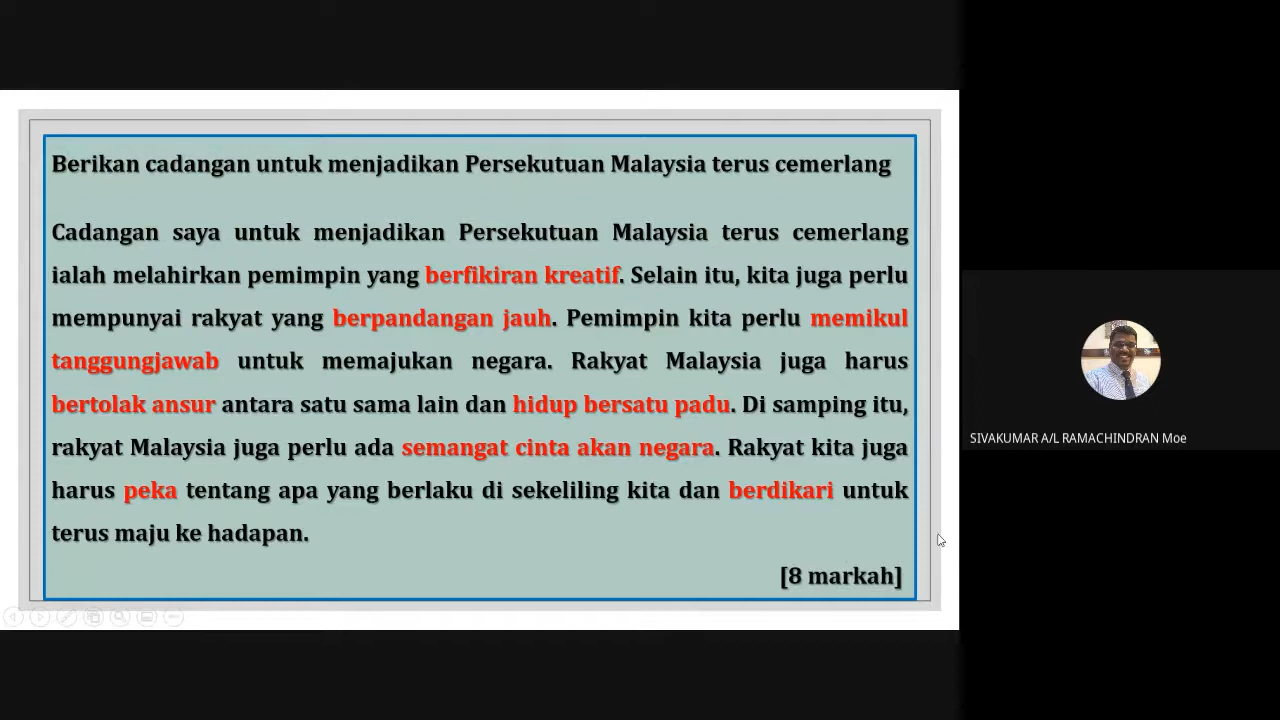 Berikan cadangan untuk menjadikan Persekutuan Malaysia terus cemerlang
Cadangan saya untuk menjadikan Persekutuan Malaysia terus cemerlang
ialah melahirkan pemimpin yang berfikiran kreatif. Selain itu, kita juga perlu
mempunyai rakyat yang berpandangan jauh. Pemimpin kita perlu memikul
tanggungjawab untuk memajukan negara. Rakyat Malaysia juga harus
bertolak ansur antara satu sama lain dan hidup bersatu padu. Di samping itu,
rakyat Malaysia juga perlu ada semangat cinta akan negara. Rakyat kita juga
harus peka tentang apa yang berlaku di sekeliling kita dan berdikari untuk
terus maju ke hadapan.
[8 markah]
SIVAKUMAR A/L RAMACHINDRAN Moe